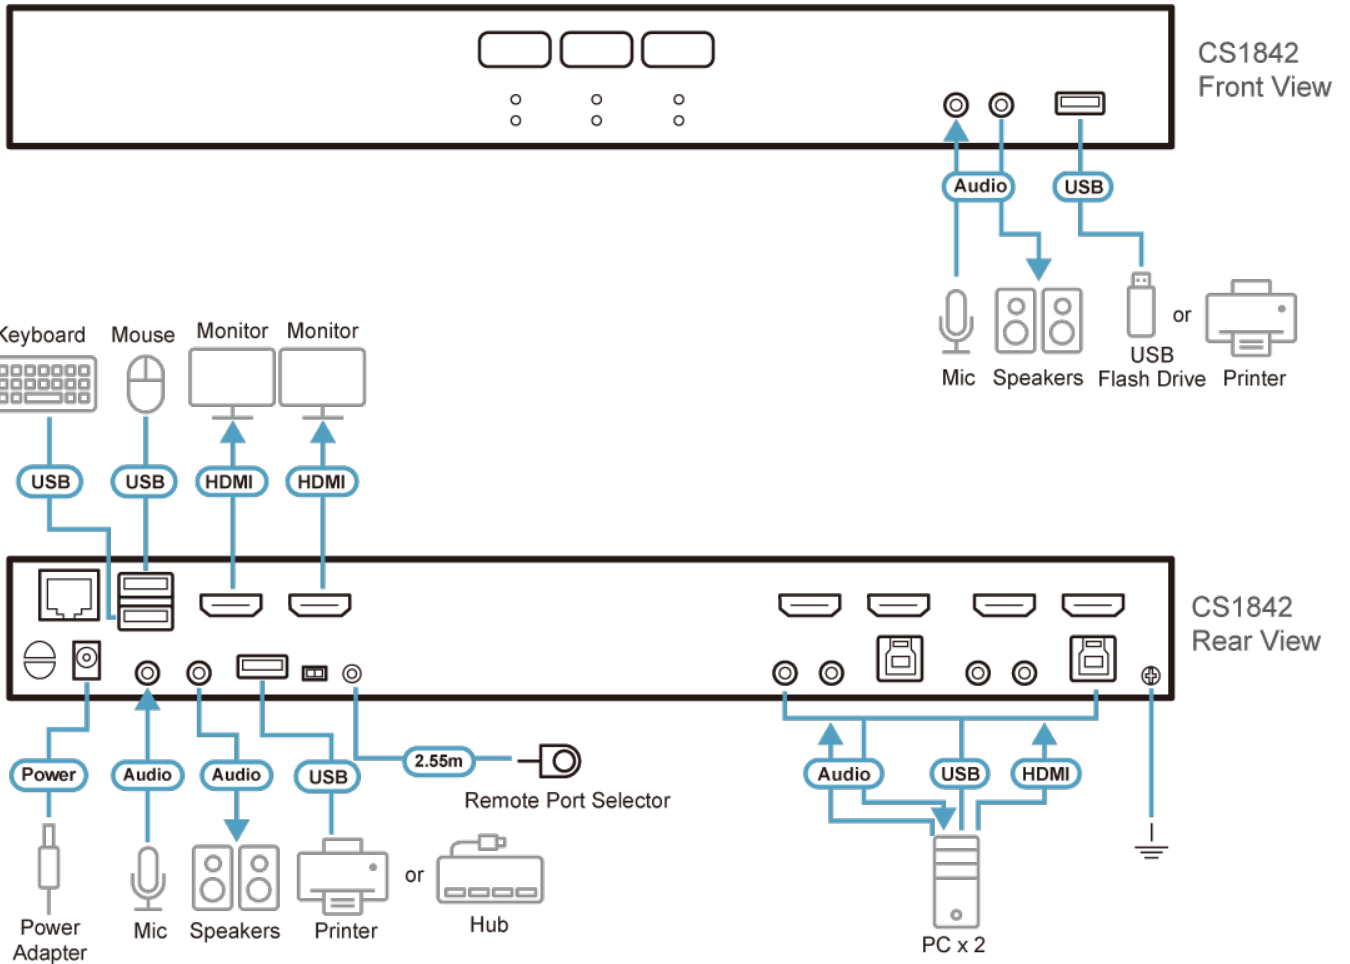 CS1842
Front View
Audio
USB
Mic
Speakers
USB
Flash Drive
or
Printer
Keyboard
Mouse
Monitor
Monitor
USB
USB
HDMI
HDMI
CS1842
Rear View
Power
Audio
Audio
USB
2.55m
Remote Port Selector
Audio
USB
HDMI
Power
Adapter
Mic
Speakers
Printer
or
Hub
PC x 2